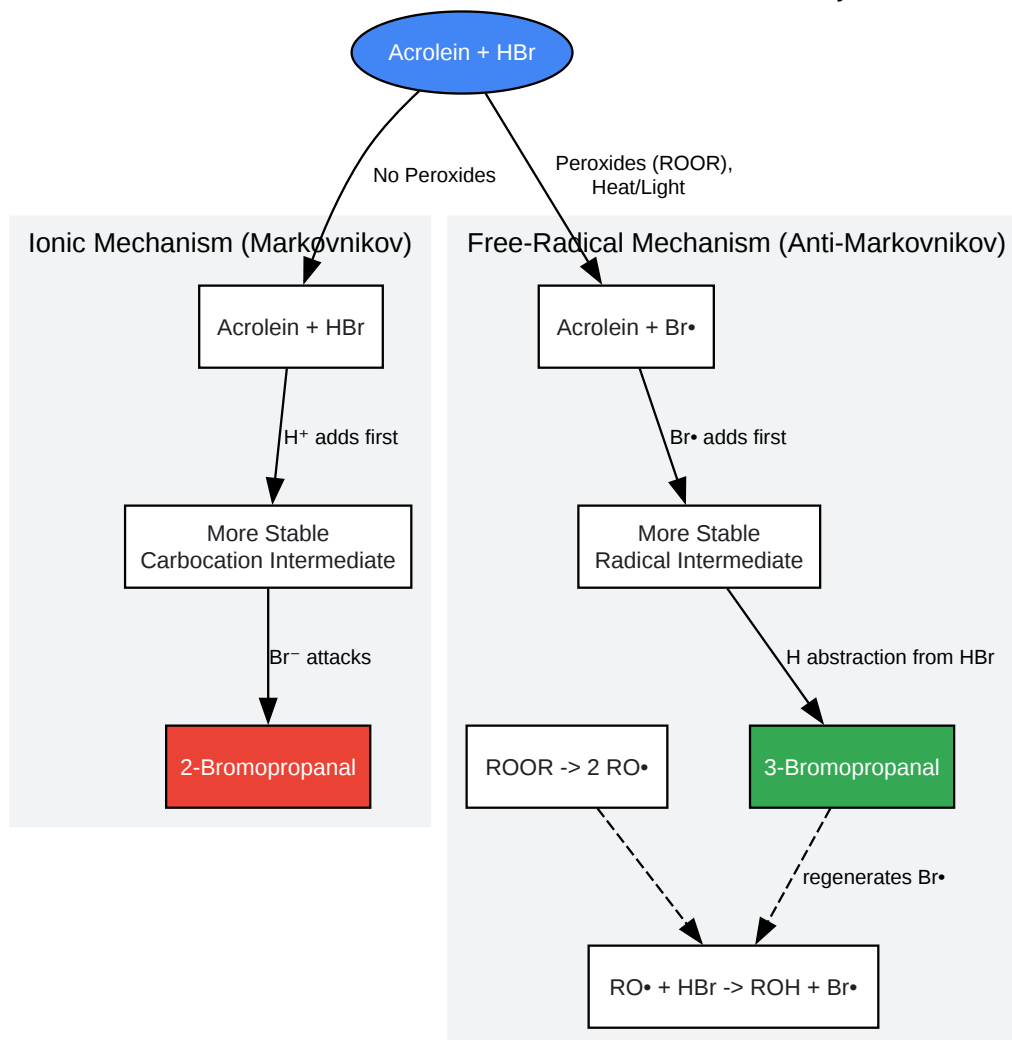 Acrolein + HBr
No Peroxides
Peroxides (ROOR),
Heat/Light
Ionic Mechanism (Markovnikov)
Free-Radical Mechanism (Anti-Markovnikov)
Acrolein + HBr
Acrolein + Br•
H⁺ adds first
Br• adds first
More Stable
Carbocation Intermediate
More Stable
Radical Intermediate
Br⁻ attacks
H abstraction from HBr
2-Bromopropanal
ROOR -> 2 RO•
3-Bromopropanal
regenerates Br•
RO• + HBr -> ROH + Br•